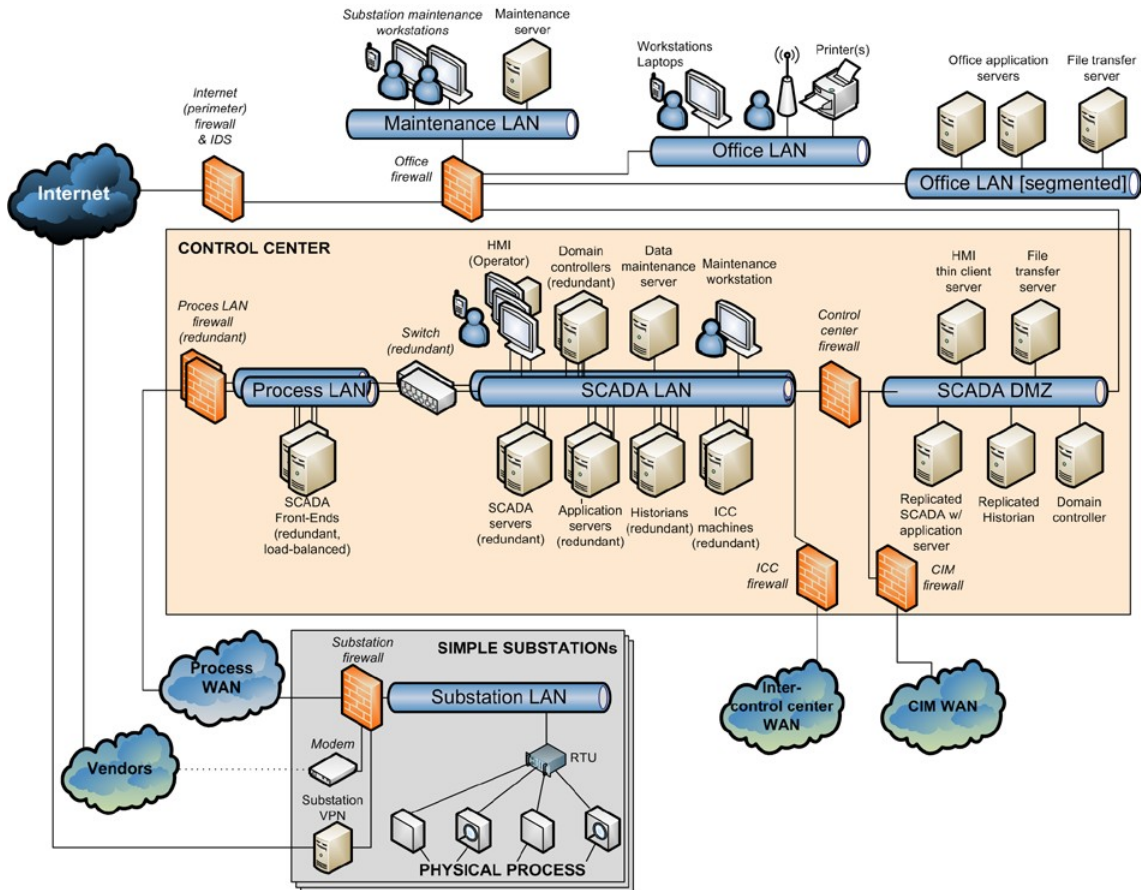 Substation maintenance
workstations
Maintenance
server
Maintenance LAN
Workstations
Laptops
Printer(s)
Office LAN
Office application
servers
File transfer
server
Office LAN [segmented]
Internet
(perimeter)
firewall
& IDS
Office
firewall
Internet
CONTROL CENTER
Proces LAN
firewall
(redundant)
Process LAN
SCADA
Front-Ends
(redundant,
load-balanced)
Switch
(redundant)
HMI
(Operator)
Domain
controllers
(redundant)
Data
maintenance
server
Maintenance
workstation
SCADA LAN
SCADA
servers
(redundant)
Application
servers
(redundant)
Historians
(redundant)
ICC
machines
(redundant)
Control
center
firewall
HMI
thin client
server
File
transfer
server
SCADA DMZ
Replicated
SCADA w/
application
server
Replicated
Historian
Domain
controller
ICC
firewall
CIM
firewall
Inter-
control center
WAN
CIM WAN
Process
WAN
Vendors
SIMPLE SUBSTATIONs
Substation
firewall
Substation LAN
Modem
RTU
Substation
VPN
PHYSICAL PROCESS